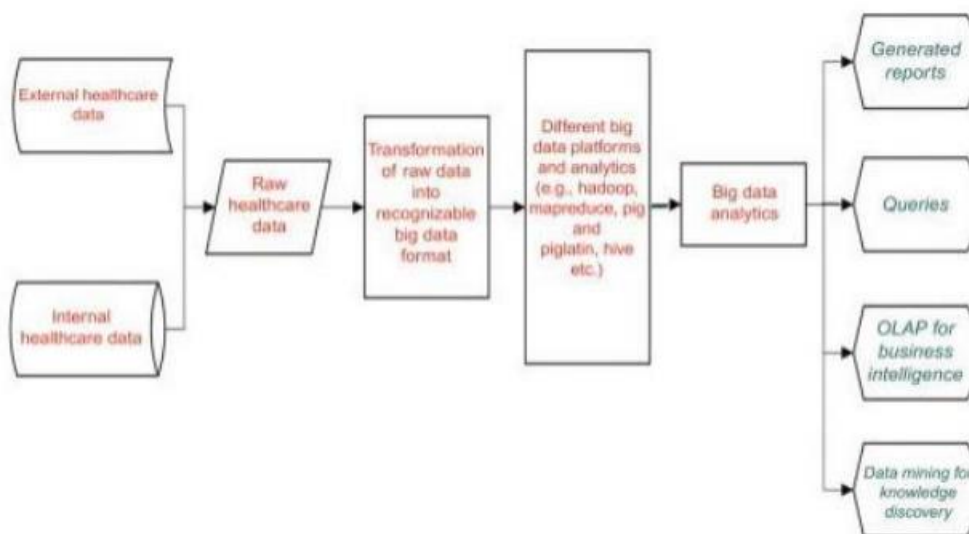 External healthcare
data
Internal
healthcare data
Raw
healthcare
data
Transformation
of raw data
into
recognizable
big data
format
Different big
data platforms
and analytics
(e.g., hadoop,
mapreduce, pig
and
piglatin, hive
etc.)
Big data
analytics
Generated
reports
Queries
OLAP for
business
intelligence
Data mining for
knowledge
discovery